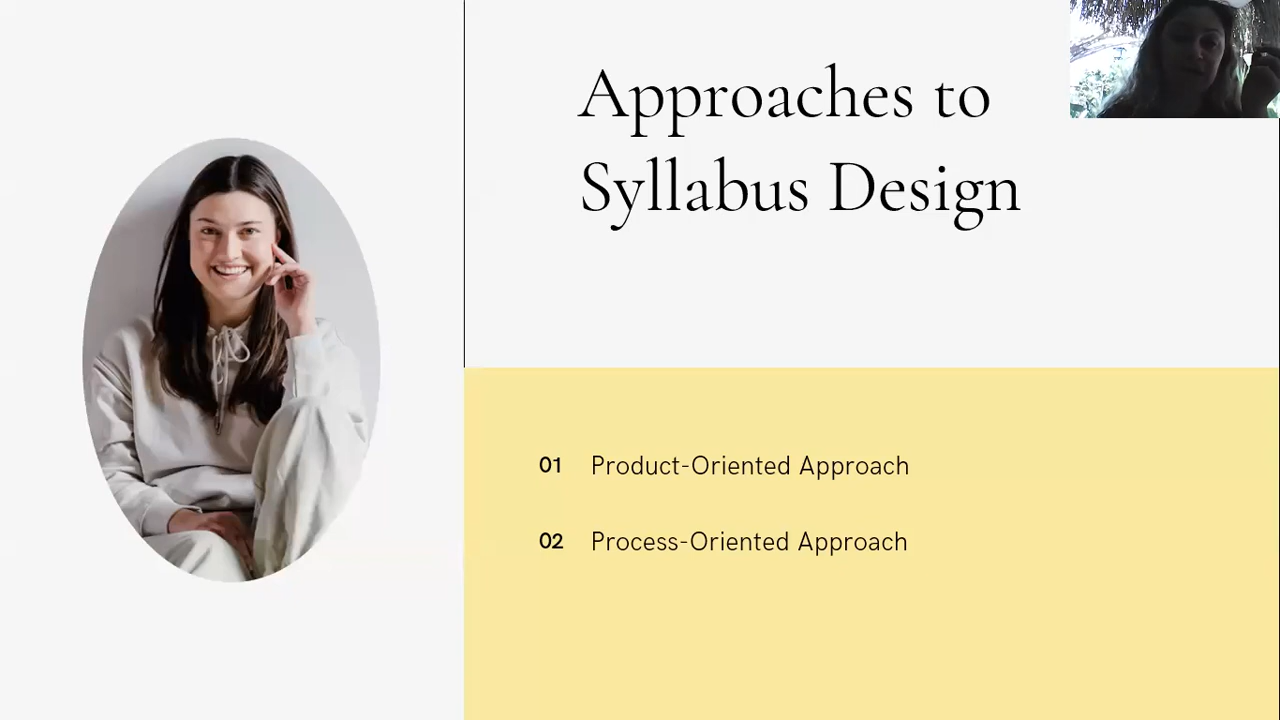 Approaches to
Syllabus Design
01 Product-Oriented Approach
02 Process-Oriented Approach